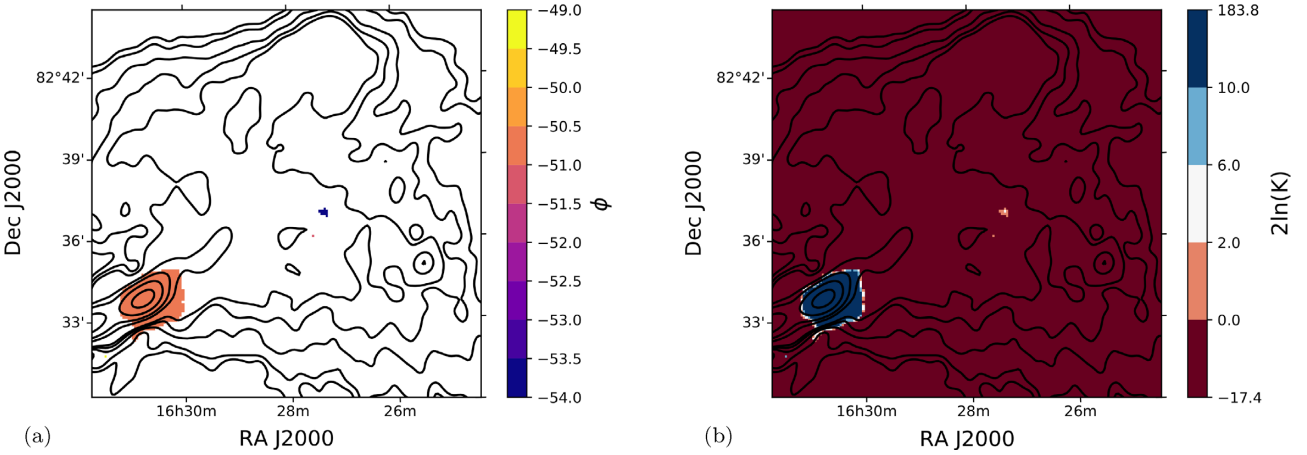 82°42'
39'
36'
33'
Dec J2000
16h30m
28m
26m
RA J2000
−49.0
−49.5
−50.0
−50.5
−51.0
−51.5
−52.0
−52.5
−53.0
−53.5
−54.0
ϕ
(a)
82°42'
39'
36'
33'
Dec J2000
16h30m
28m
26m
RA J2000
183.8
10.0
6.0
2.0
0.0
−17.4
2ln(K)
(b)